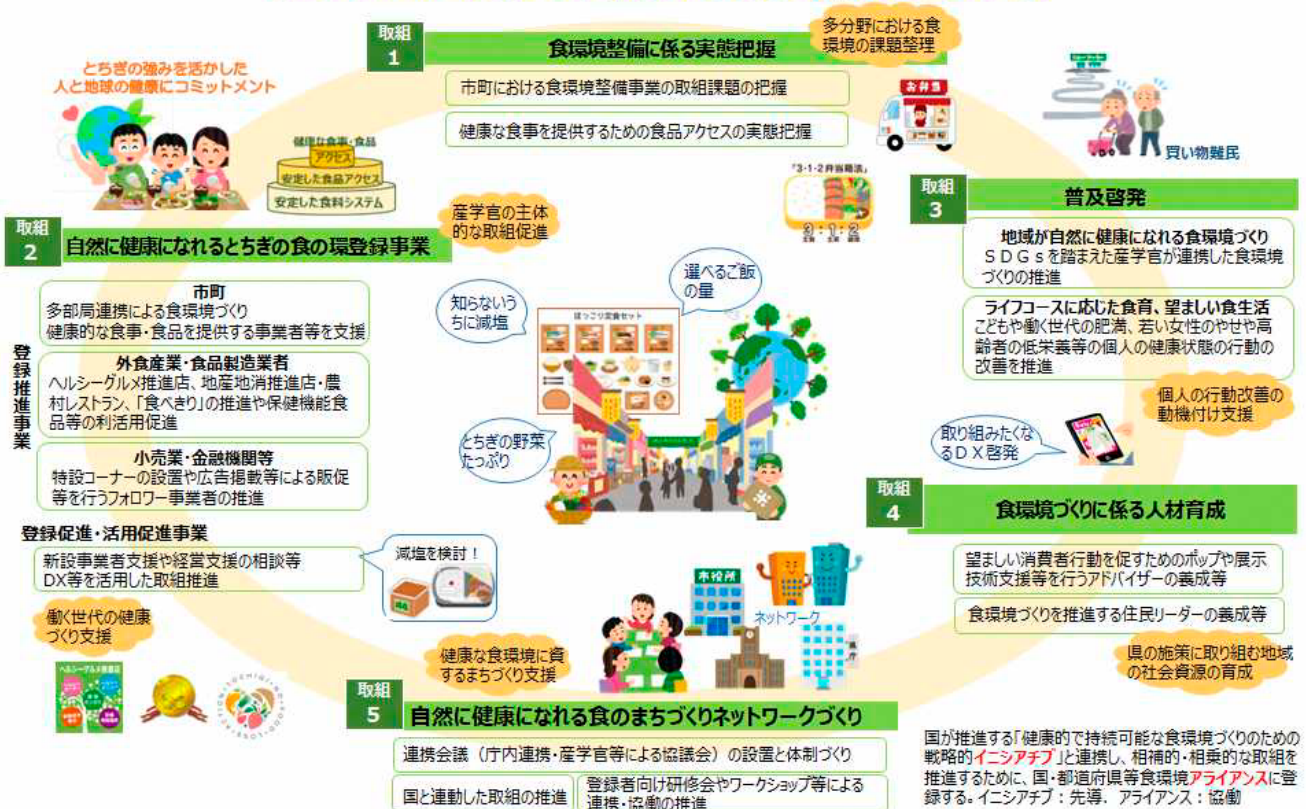 取組
1
食環境整備に係る実態把握
多分野における食
環境の課題整理
市町における食環境整備事業の取組課題の把握
健康な食事を提供するための食品アクセスの実態把握
とちぎの強みを活かした
人と地球の健康にコミットメント
健康な食事・食品
アクセス
安定した食品アクセス
安定した食料システム
お弁当
買い物難民
「3・1・2弁当箱法」
3:1:2
主食 主菜 副菜
取組
2
自然に健康になれるとちぎの食の環登録事業
産学官の主体
的な取組促進
登録推進事業
市町
多部局連携による食環境づくり
健康的な食事・食品を提供する事業者等を支援
外食産業・食品製造業者
ヘルシーグルメ推進店、地産地消推進店・農
村レストラン、「食べきり」の推進や保健機能食
品等の利活用促進
小売業・金融機関等
特設コーナーの設置や広告掲載等による販促
等を行うフォロワー事業者の推進
登録促進・活用促進事業
新設事業者支援や経営支援の相談等
DX等を活用した取組推進
減塩を検討！
働く世代の健康
づくり支援
ヘルシーグルメ推進店
知らないう
ちに減塩
選べるご飯
の量
ほっこり定食セット
とちぎの野菜
たっぷり
取組
3
普及啓発
地域が自然に健康になれる食環境づくり
ＳＤＧｓを踏まえた産学官が連携した食環境
づくりの推進
ライフコースに応じた食育、望ましい食生活
こどもや働く世代の肥満、若い女性のやせや高
齢者の低栄養等の個人の健康状態の行動の
改善を推進
個人の行動改善の
動機付け支援
取り組みたくな
るＤＸ啓発
取組
4
食環境づくりに係る人材育成
望ましい消費者行動を促すためのポップや展示
技術支援等を行うアドバイザーの養成等
食環境づくりを推進する住民リーダーの養成等
県の施策に取り組む地域
の社会資源の育成
市役所
ネットワーク
県庁
健康な食環境に資
するまちづくり支援
取組
5
自然に健康になれる食のまちづくりネットワークづくり
連携会議（庁内連携・産学官等による協議会）の設置と体制づくり
国と連動した取組の推進
登録者向け研修会やワークショップ等による
連携・協働の推進
国が推進する「健康的で持続可能な食環境づくりのための
戦略的イニシアチブ」と連携し、相補的・相乗的な取組を
推進するために、国・都道府県等食環境アライアンスに登
録する。イニシアチブ：先導、アライアンス：協働